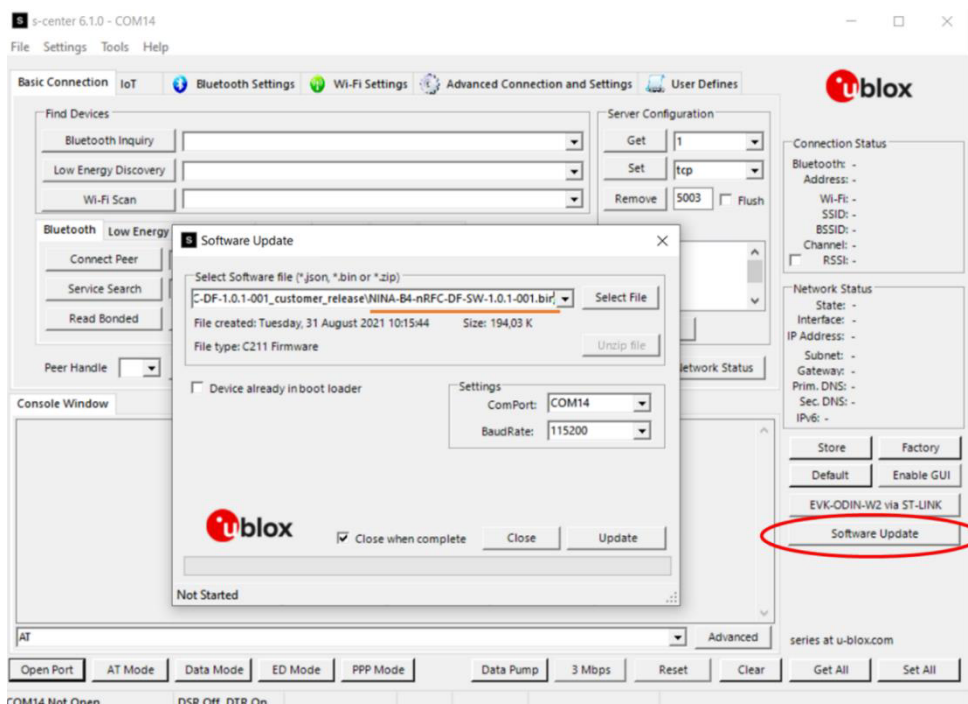 s-center 6.1.0 - COM14
File Settings Tools Help
Basic Connection IoT Bluetooth Settings Wi-Fi Settings Advanced Connection and Settings User Defines
ublox
Find Devices
Server Configuration
Bluetooth Inquiry
Get 1
Low Energy Discovery
Set tcp
Wi-Fi Scan
Remove 5003 Flush
Connection Status
Bluetooth: -
Address: -
Wi-Fi: -
SSID: -
BSSID: -
Channel: -
RSSI: -
Bluetooth Low Energy
Connect Peer
Service Search
Read Bonded
Peer Handle
Network Status
Network Status
State: -
Interface: -
IP Address: -
Subnet: -
Gateway: -
Prim. DNS: -
Sec. DNS: -
IPv6: -
Software Update
Select Software file (*.json, *.bin or *.zip)
C-DF-1.0.1-001_customer_release\NINA-B4-nRFC-DF-SW-1.0.1-001.bin
Select File
File created: Tuesday, 31 August 2021 10:15:44 Size: 194,03 K
File type: C211 Firmware
Unzip file
Device already in boot loader
Settings
ComPort: COM14
BaudRate: 115200
ublox
Close when complete Close Update
Not Started
Console Window
Store Factory
Default Enable GUI
EVK-ODIN-W2 via ST-LINK
Software Update
AT
Advanced
series at u-blox.com
Open Port AT Mode Data Mode ED Mode PPP Mode Data Pump 3 Mbps Reset Clear Get All Set All
COM14 Not Open DSR Off, DTR On